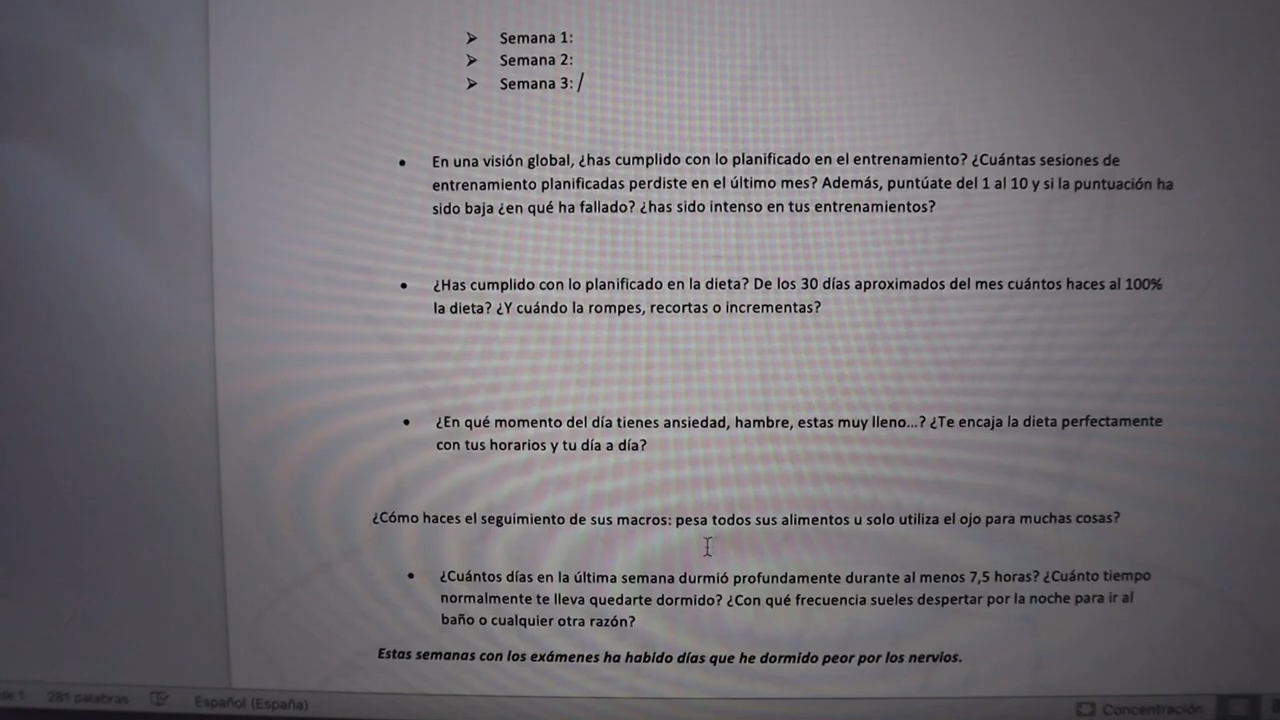 ➤ Semana 1:
➤ Semana 2:
➤ Semana 3: /
• En una visión global, ¿has cumplido con lo planificado en el entrenamiento? ¿Cuántas sesiones de
entrenamiento planificadas perdiste en el último mes? Además, puntúate del 1 al 10 y si la puntuación ha
sido baja ¿en qué ha fallado? ¿has sido intenso en tus entrenamientos?
• ¿Has cumplido con lo planificado en la dieta? De los 30 días aproximados del mes cuántos haces al 100%
la dieta? ¿Y cuándo la rompes, recortas o incrementas?
• ¿En qué momento del día tienes ansiedad, hambre, estas muy lleno...? ¿Te encaja la dieta perfectamente
con tus horarios y tu día a día?
¿Cómo haces el seguimiento de sus macros: pesa todos sus alimentos u solo utiliza el ojo para muchas cosas?
• ¿Cuántos días en la última semana durmió profundamente durante al menos 7,5 horas? ¿Cuánto tiempo
normalmente te lleva quedarte dormido? ¿Con qué frecuencia sueles despertar por la noche para ir al
baño o cualquier otra razón?
Estas semanas con los exámenes ha habido días que he dormido peor por los nervios.
de 1 281 palabras Español (España) Concentración